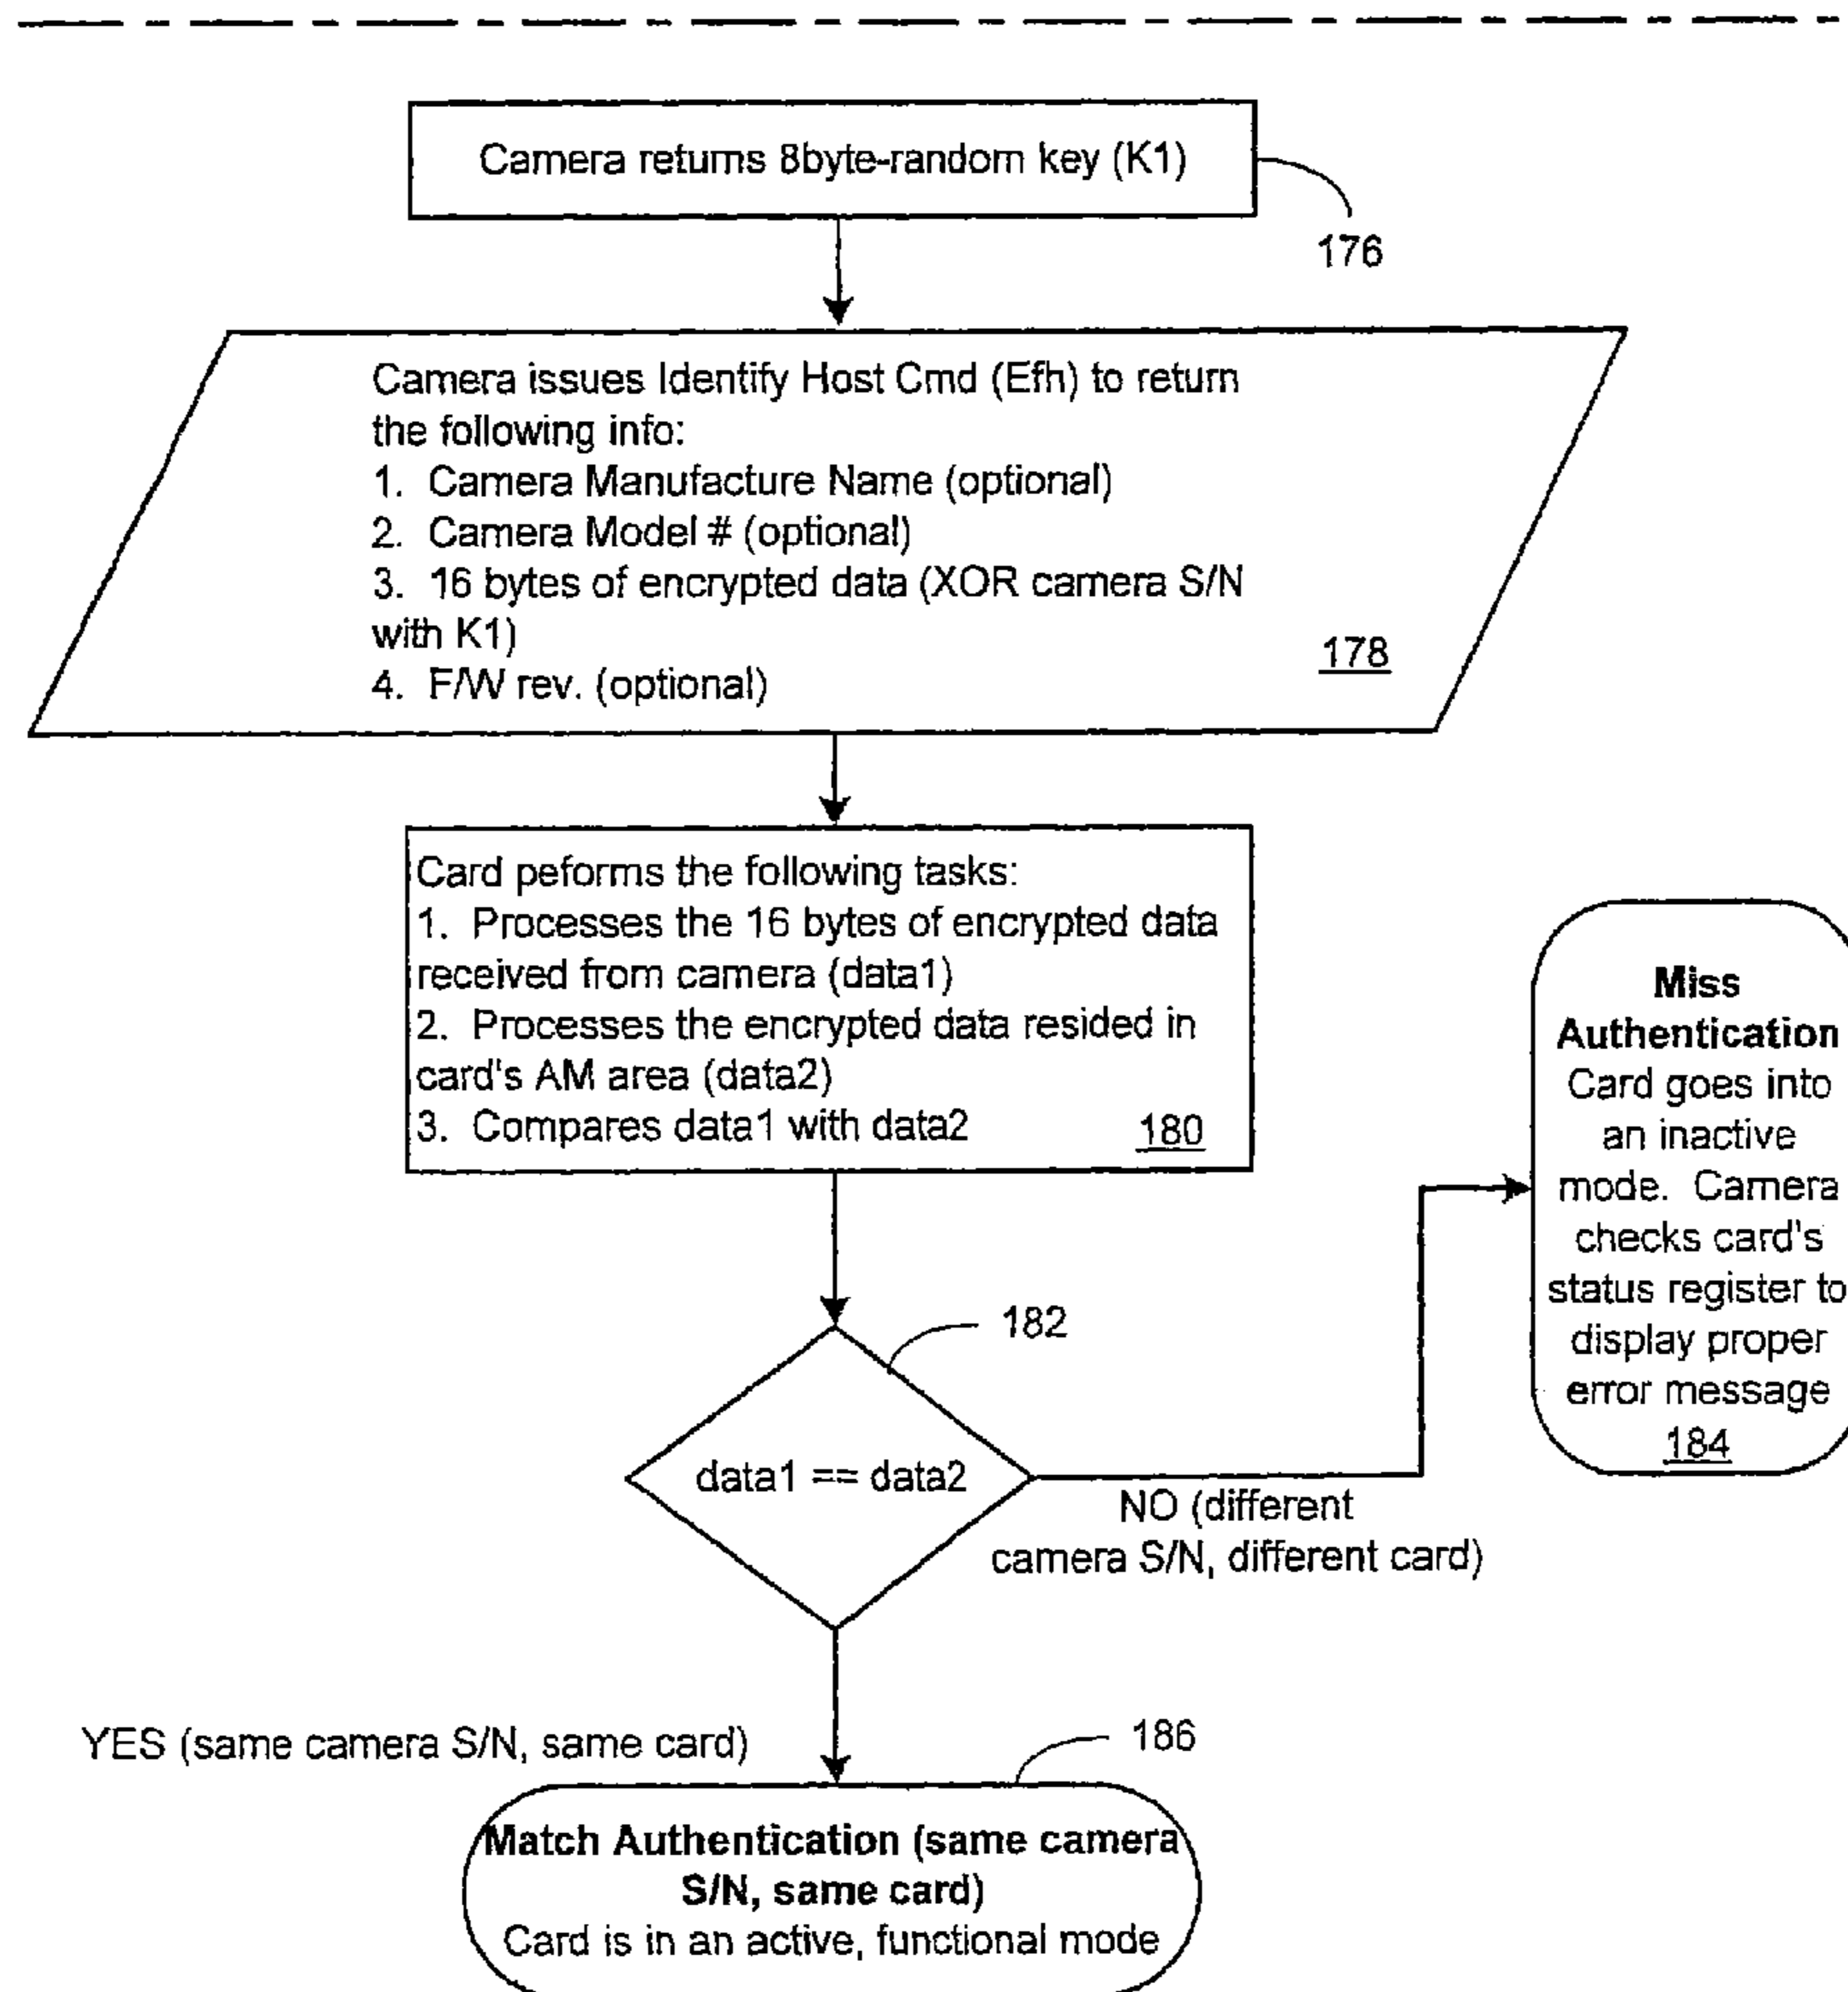 Camera returns 8byte-random key (K1)
176
Camera issues Identify Host Cmd (Efh) to return
the following info:
1. Camera Manufacture Name (optional)
2. Camera Model # (optional)
3. 16 bytes of encrypted data (XOR camera S/N
with K1)
178
4. F/W rev. (optional)
Card peforms the following tasks:
1. Processes the 16 bytes of encrypted data
received from camera (data1)
2. Processes the encrypted data resided in
card's AM area (data2)
3. Compares data1 with data2
180
Miss
Authentication
Card goes into
an inactive
mode. Camera
checks card's
status register to
display proper
error message
184
182
data1 == data2
NO (different
camera S/N, different card)
YES (same camera S/N, same card)
186
Match Authentication (same camera
S/N, same card)
Card is in an active, functional mode